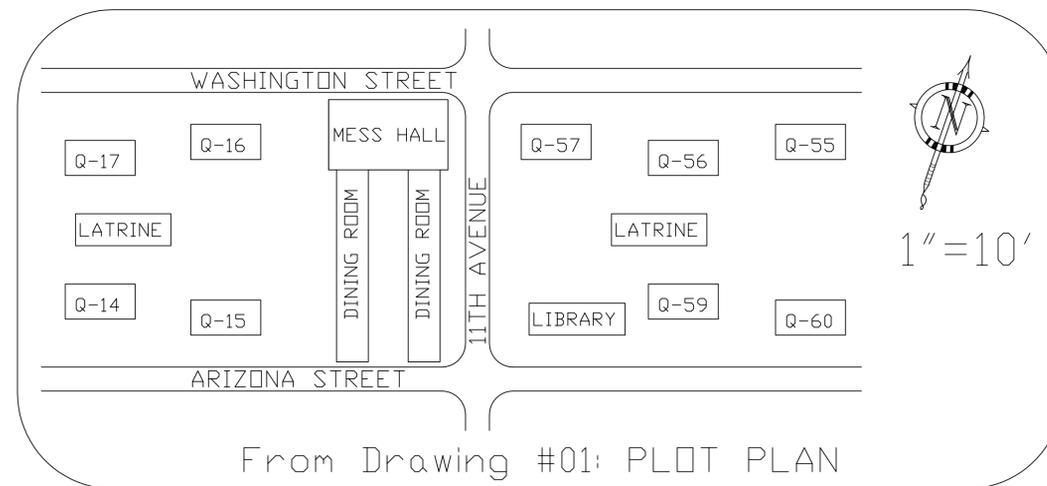 WASHINGTON STREET
MESS HALL
Q-17
Q-16
Q-57
Q-56
Q-55
N
LATRINE
DINING ROOM
DINING ROOM
11TH AVENUE
LATRINE
1"=10'
Q-14
Q-15
LIBRARY
Q-59
Q-60
ARIZONA STREET
From Drawing #01: PLOT PLAN